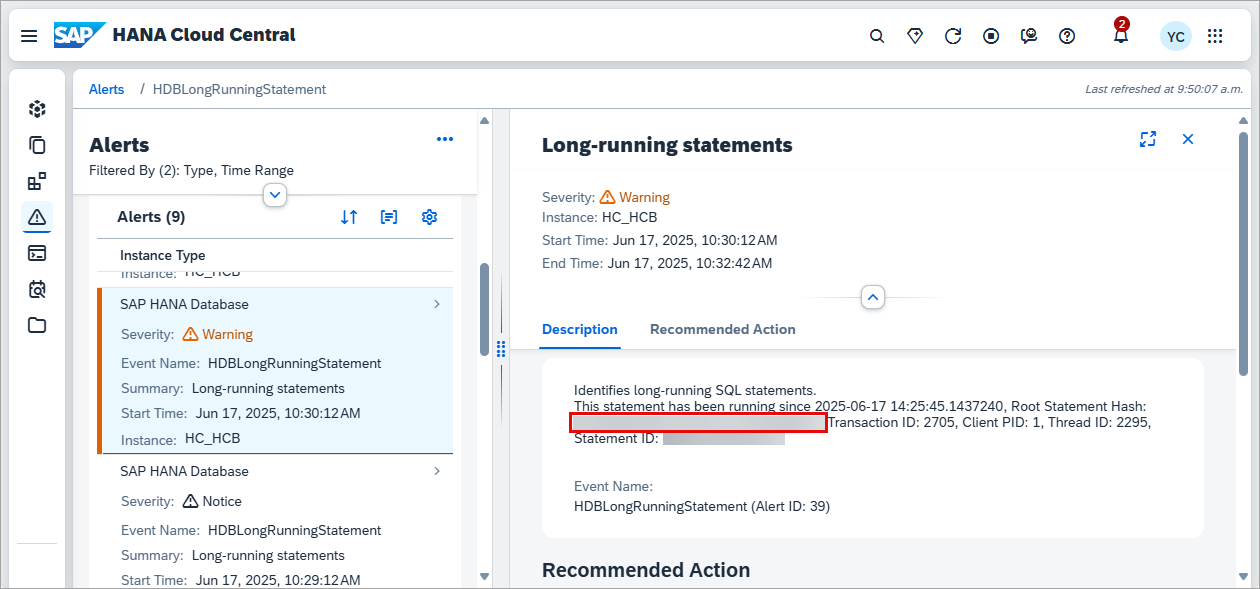 SAP HANA Cloud Central
2
YC
Alerts / HDBLongRunningStatement
Last refreshed at 9:50:07 a.m.
Alerts
Filtered By (2): Type, Time Range
Alerts (9)
Instance Type
Instance: HC_HCB
SAP HANA Database
Severity: Warning
Event Name: HDBLongRunningStatement
Summary: Long-running statements
Start Time: Jun 17, 2025, 10:30:12 AM
Instance: HC_HCB
SAP HANA Database
Severity: Notice
Event Name: HDBLongRunningStatement
Summary: Long-running statements
Start Time: Jun 17, 2025, 10:29:12 AM
Long-running statements
Severity: Warning
Instance: HC_HCB
Start Time: Jun 17, 2025, 10:30:12 AM
End Time: Jun 17, 2025, 10:32:42 AM
Description Recommended Action
Identifies long-running SQL statements.
This statement has been running since 2025-06-17 14:25:45.1437240, Root Statement Hash:
Transaction ID: 2705, Client PID: 1, Thread ID: 2295,
Statement ID:
Event Name:
HDBLongRunningStatement (Alert ID: 39)
Recommended Action